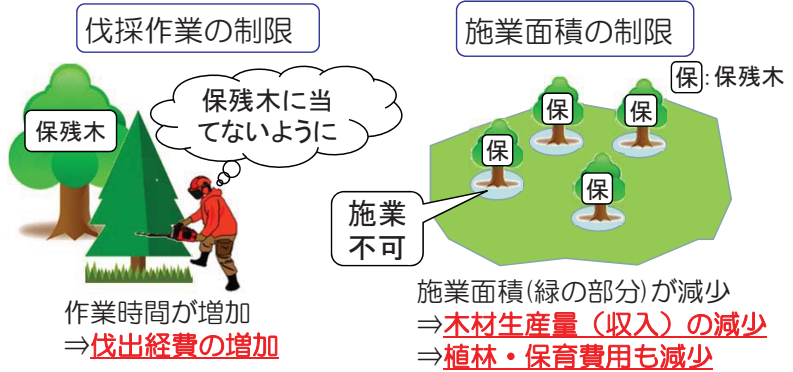 伐採作業の制限
保残木
保残木に当
てないように
作業時間が増加
⇒伐出経費の増加
施業面積の制限
保:保残木
保
保
保
保
施業
不可
施業面積(緑の部分)が減少
⇒木材生産量（収入）の減少
⇒植林・保育費用も減少